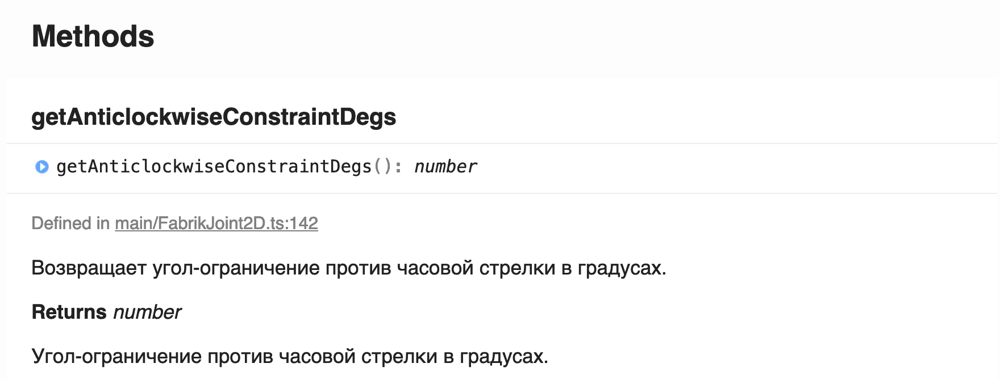 Methods
getAnticlockwiseConstraintDegs
getAnticlockwiseConstraintDegs(): number
Defined in main/FabrikJoint2D.ts:142
Возвращает угол-ограничение против часовой стрелки в градусах.
Returns number
Угол-ограничение против часовой стрелки в градусах.